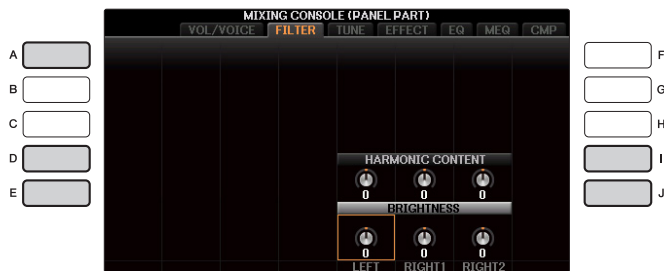 MIXING CONSOLE (PANEL PART)
VOL/VOICE FILTER TUNE EFFECT EQ MEQ CMP
A
B
C
D
E
F
G
H
I
J
HARMONIC CONTENT
0 0 0
BRIGHTNESS
0 0 0
LEFT RIGHT1 RIGHT2